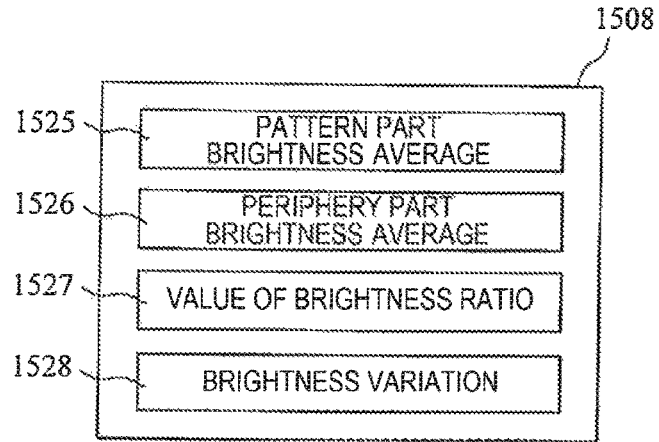 1508
1525
PATTERN PART
BRIGHTNESS AVERAGE
1526
PERIPHERY PART
BRIGHTNESS AVERAGE
1527
VALUE OF BRIGHTNESS RATIO
1528
BRIGHTNESS VARIATION